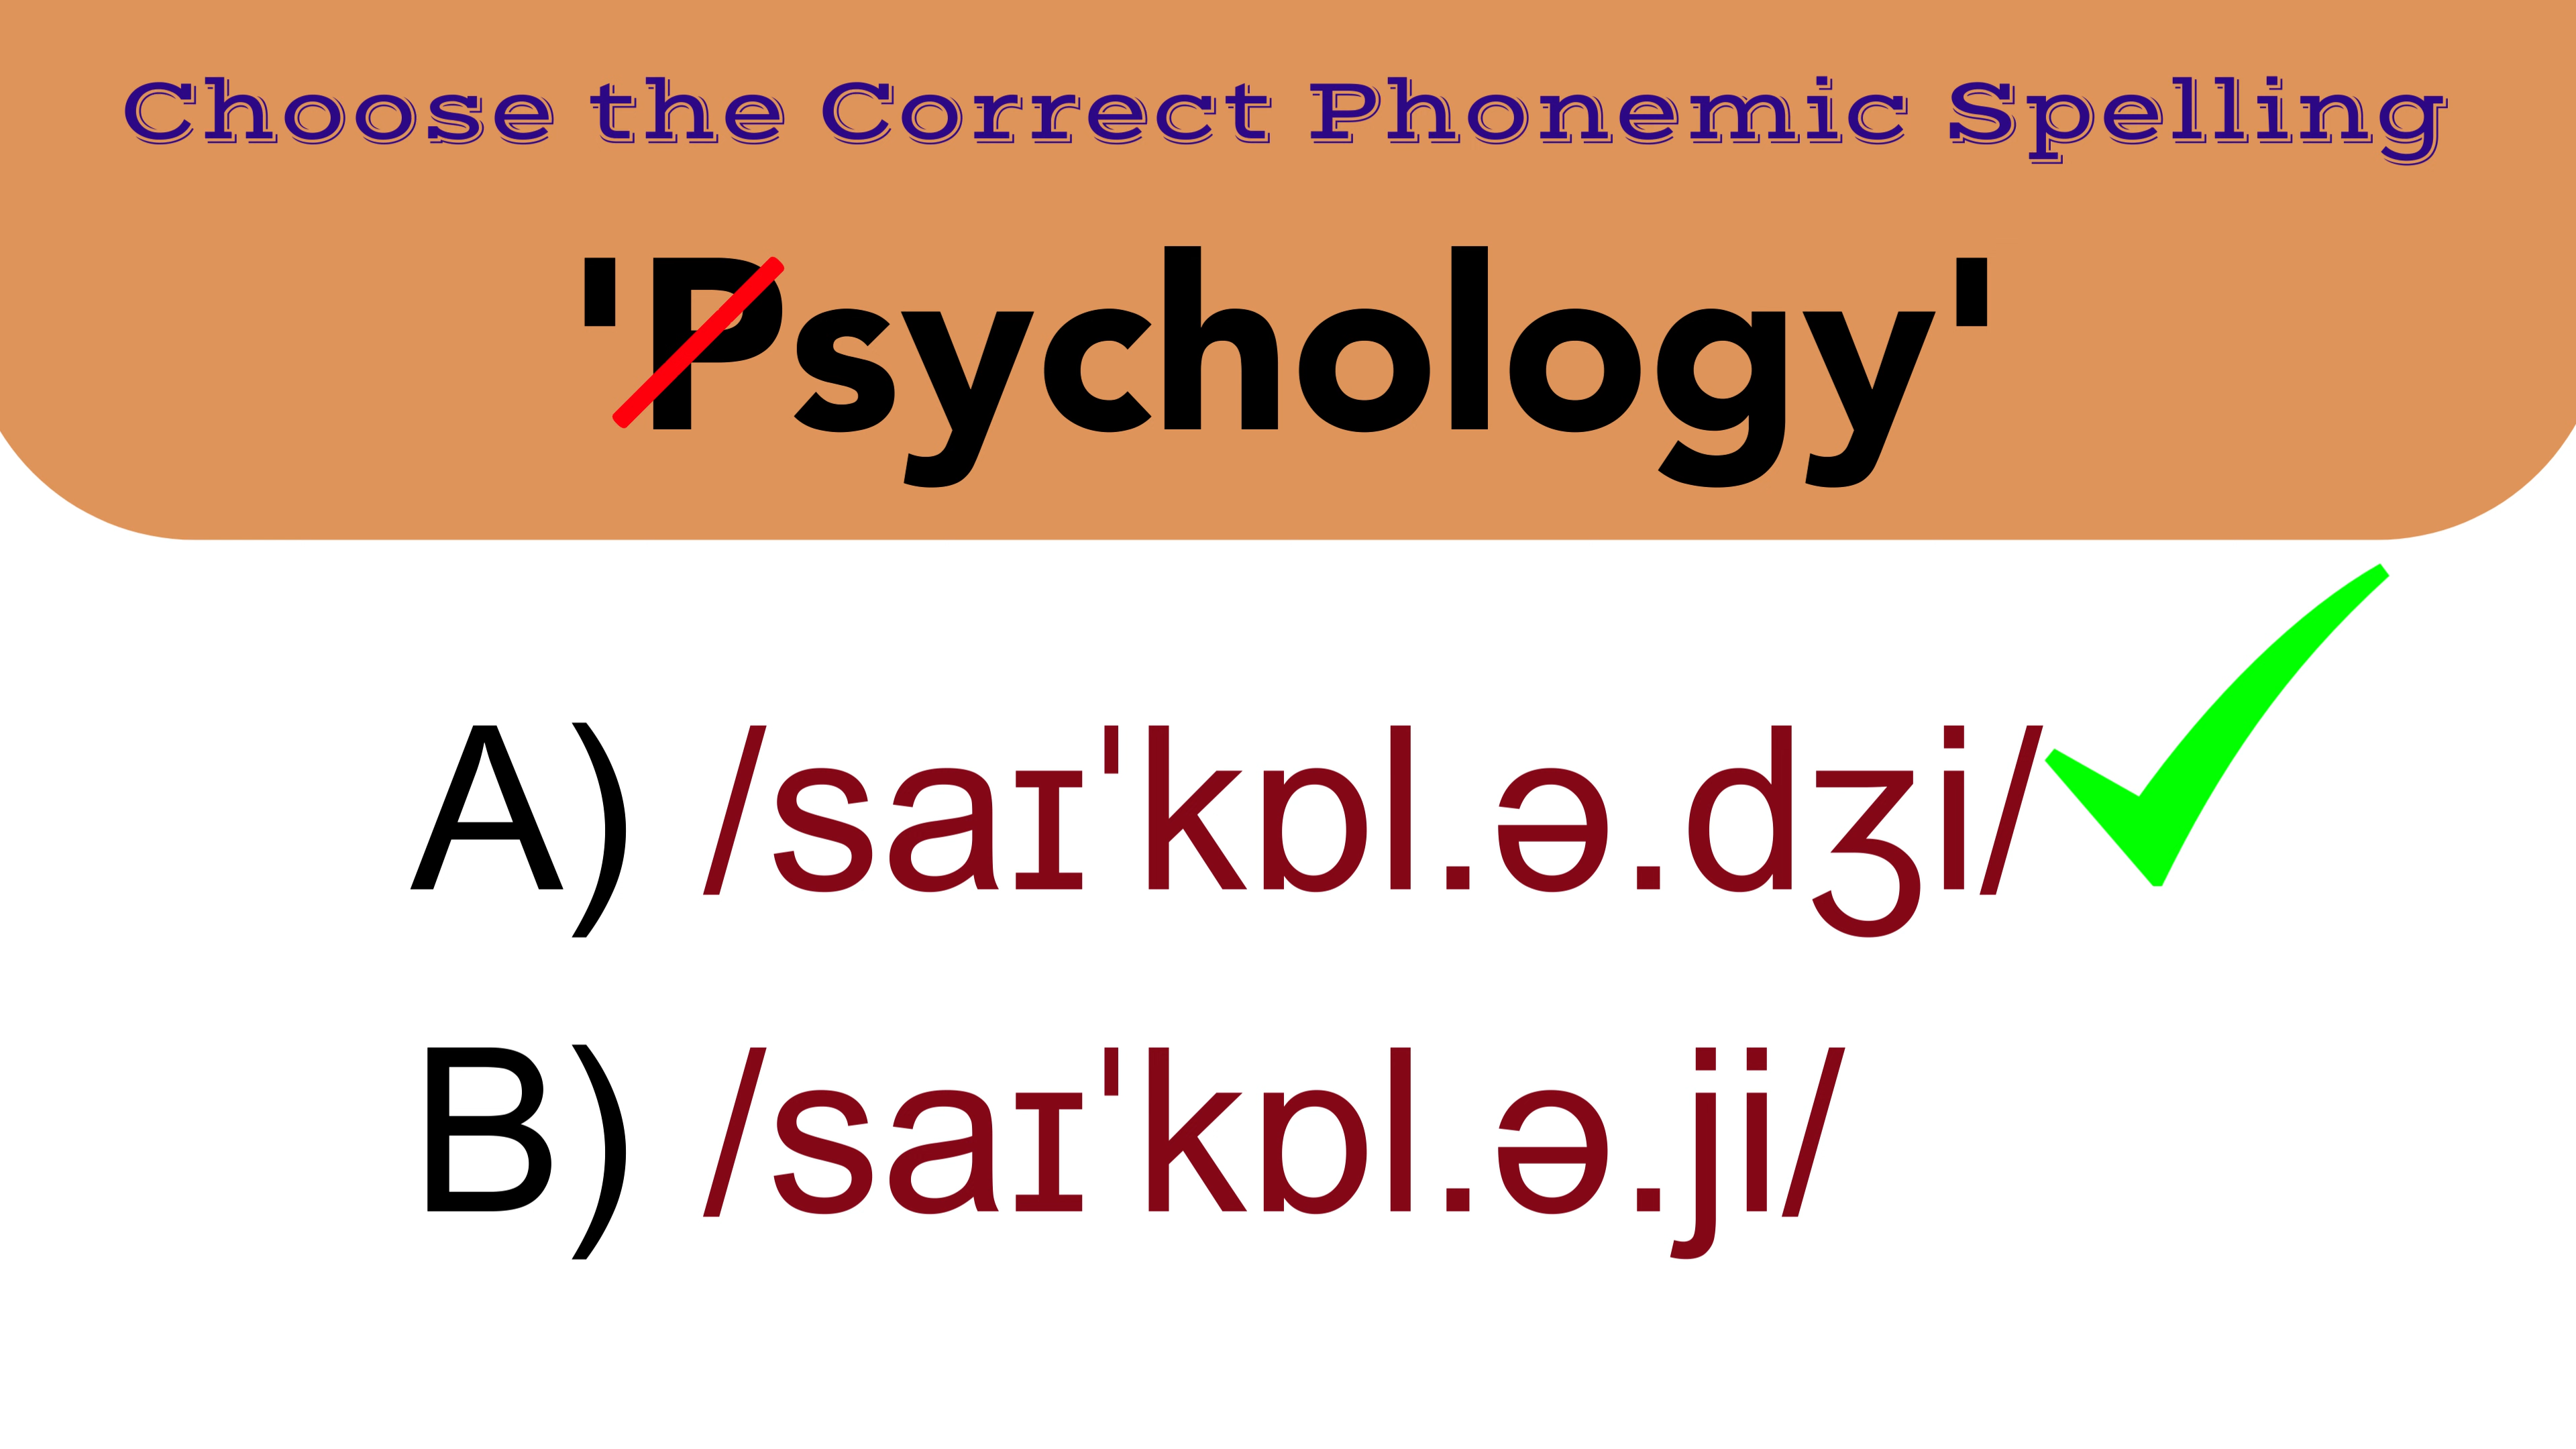 Choose the Correct Phonemic Spelling
'Psychology'
A) /saɪˈkɒl.ə.dʒi/
B) /saɪˈkɒl.ə.ji/